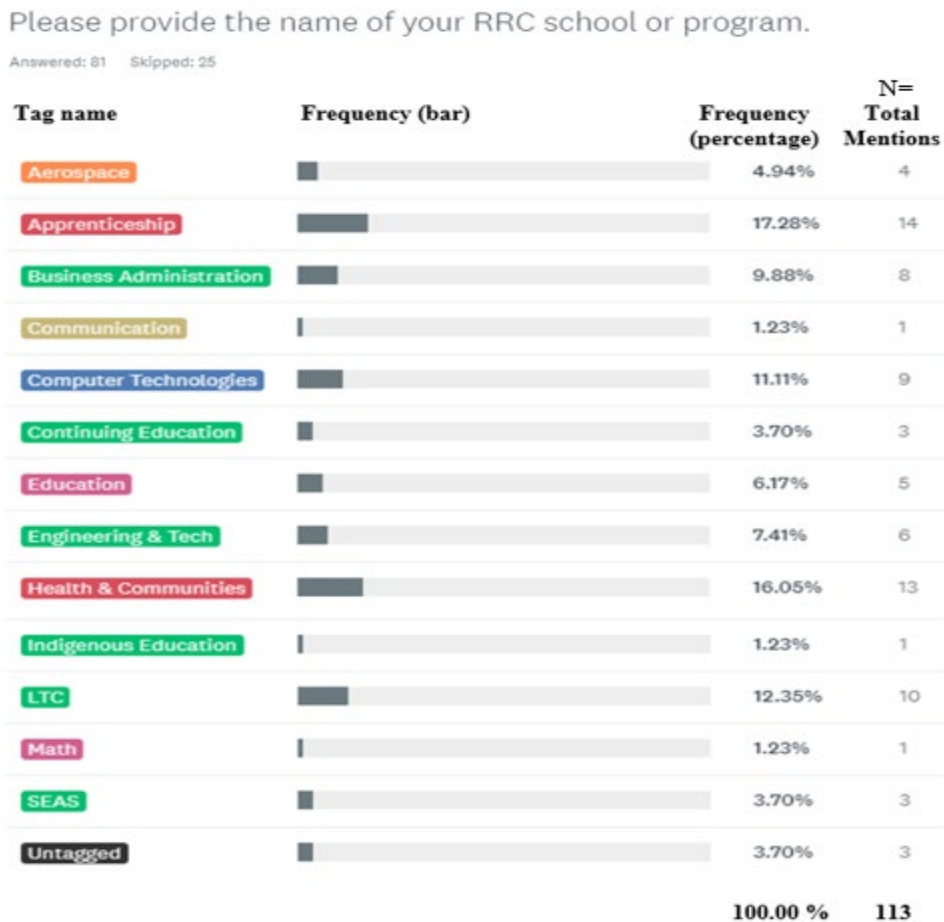 Please provide the name of your RRC school or program.
Answered: 81 Skipped: 25
N=
Tag name Frequency (bar) Frequency Total
(percentage) Mentions
Aerospace 4.94% 4
Apprenticeship 17.28% 14
Business Administration 9.88% 8
Communication 1.23% 1
Computer Technologies 11.11% 9
Continuing Education 3.70% 3
Education 6.17% 5
Engineering & Tech 7.41% 6
Health & Communities 16.05% 13
Indigenous Education 1.23% 1
LTC 12.35% 10
Math 1.23% 1
SEAS 3.70% 3
Untagged 3.70% 3
100.00 % 113